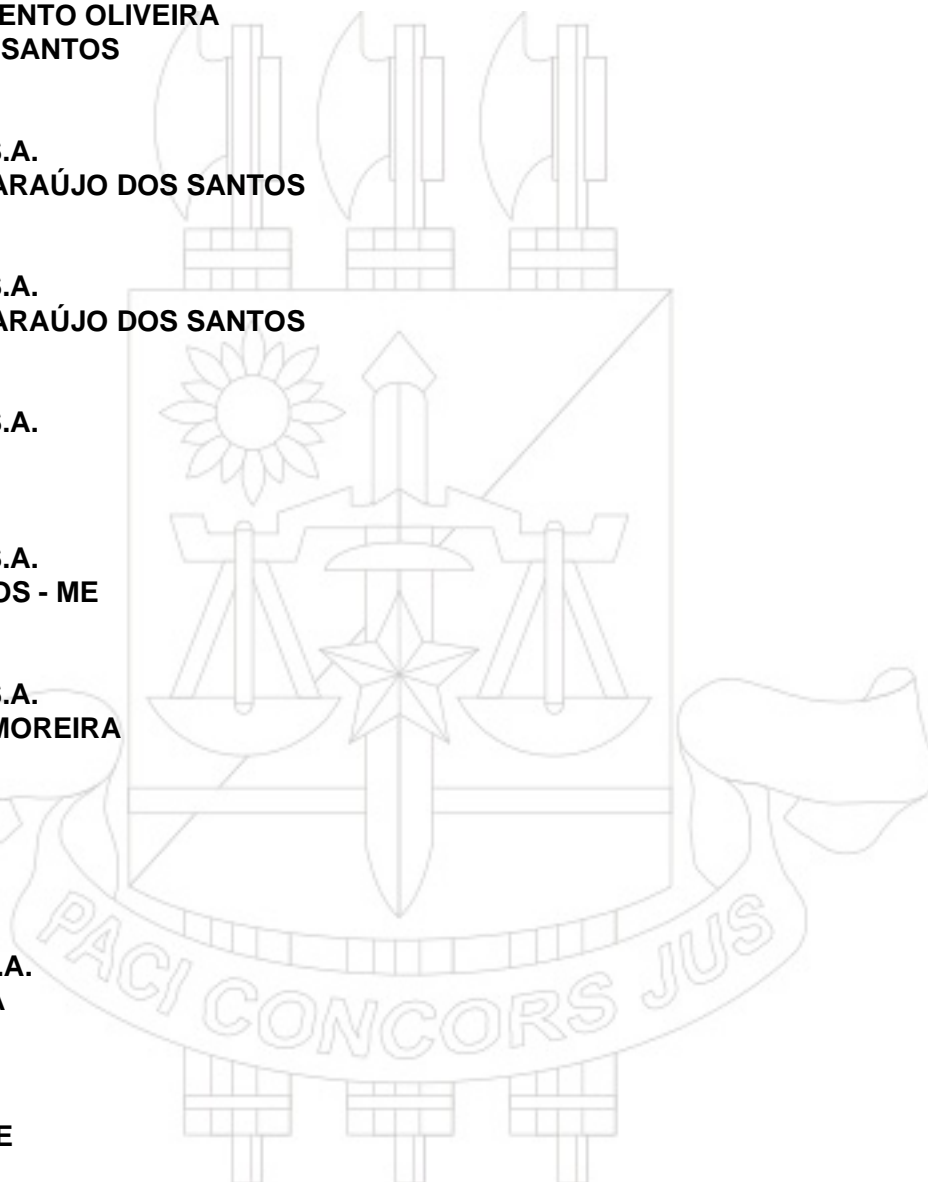 ENTO OLIVEIRA
SANTOS
S.A.
ARAÚJO DOS SANTOS
S.A.
ARAÚJO DOS SANTOS
S.A.
S.A.
OS - ME
S.A.
MOREIRA
.A.
A
E
PACI CONCORS JUS